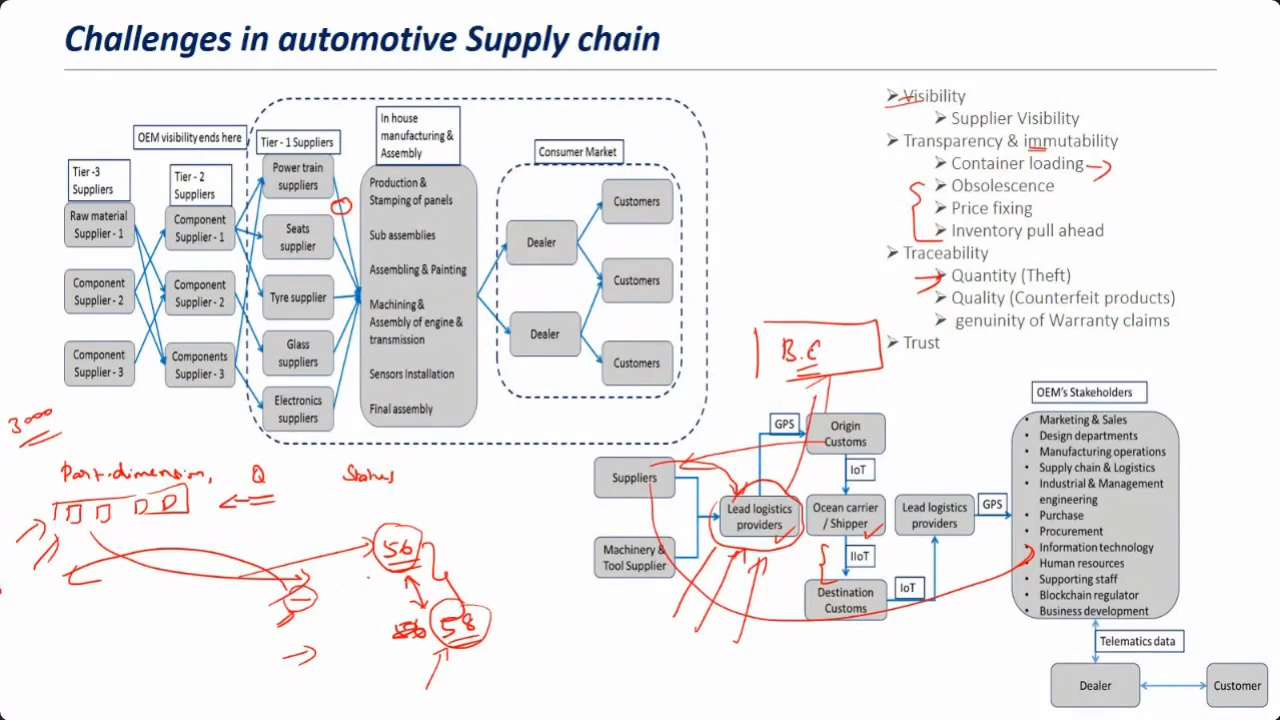 Challenges in automotive Supply chain
OEM visibility ends here
Tier -3
Suppliers
Raw material
Supplier - 1
Component
Supplier - 2
Component
Supplier - 3
Tier - 2
Suppliers
Component
Supplier - 1
Component
Supplier - 2
Components
Supplier - 3
Tier - 1 Suppliers
Power train
suppliers
Seats
supplier
Tyre supplier
Glass
suppliers
Electronics
suppliers
In house
manufacturing &
Assembly
Production &
Stamping of panels
Sub assemblies
Assembling & Painting
Machining &
Assembly of engine &
transmission
Sensors Installation
Final assembly
Consumer Market
Dealer
Dealer
Customers
Customers
Customers
Visibility
Supplier Visibility
Transparency & immutability
Container loading
Obsolescence
Price fixing
Inventory pull ahead
Traceability
Quantity (Theft)
Quality (Counterfeit products)
genuinity of Warranty claims
Trust
3000
Part-dimension, Q Status
56
58
B.C
Suppliers
Machinery &
Tool Supplier
Lead logistics
providers
GPS
Origin
Customs
IoT
Ocean carrier
/ Shipper
IIoT
Destination
Customs
IoT
Lead logistics
providers
GPS
OEM's Stakeholders
• Marketing & Sales
• Design departments
• Manufacturing operations
• Supply chain & Logistics
• Industrial & Management
engineering
• Purchase
• Procurement
• Information technology
• Human resources
• Supporting staff
• Blockchain regulator
• Business development
Telematics data
Dealer
Customer